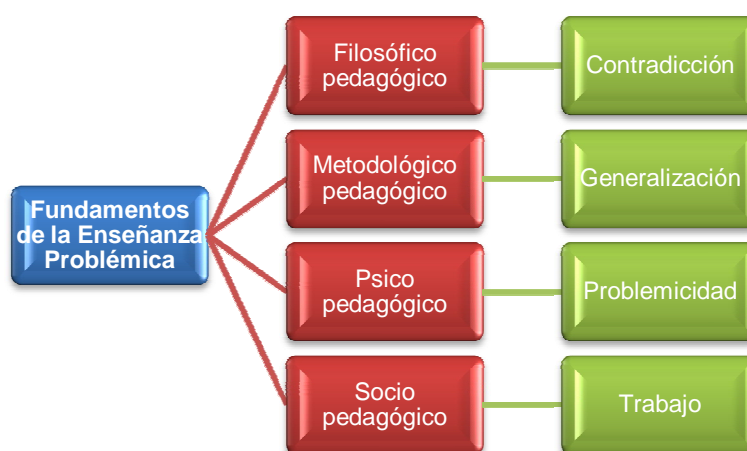 Fundamentos
de la Enseñanza
Problémica
Filosófico
pedagógico
Contradicción
Metodológico
pedagógico
Generalización
Psico
pedagógico
Problemicidad
Socio
pedagógico
Trabajo